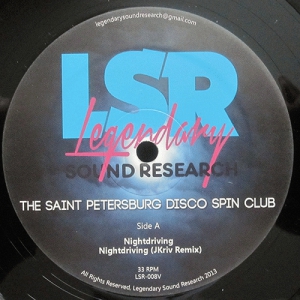 legendarysoundresearch@gmail.com
LSR
Legendary
SOUND RESEARCH
THE SAINT PETERSBURG DISCO SPIN CLUB
Side A
Nightdriving
Nightdriving (JKriv Remix)
33 RPM
LSR-008V
All Rights Reserved, Legendary Sound Research 2013